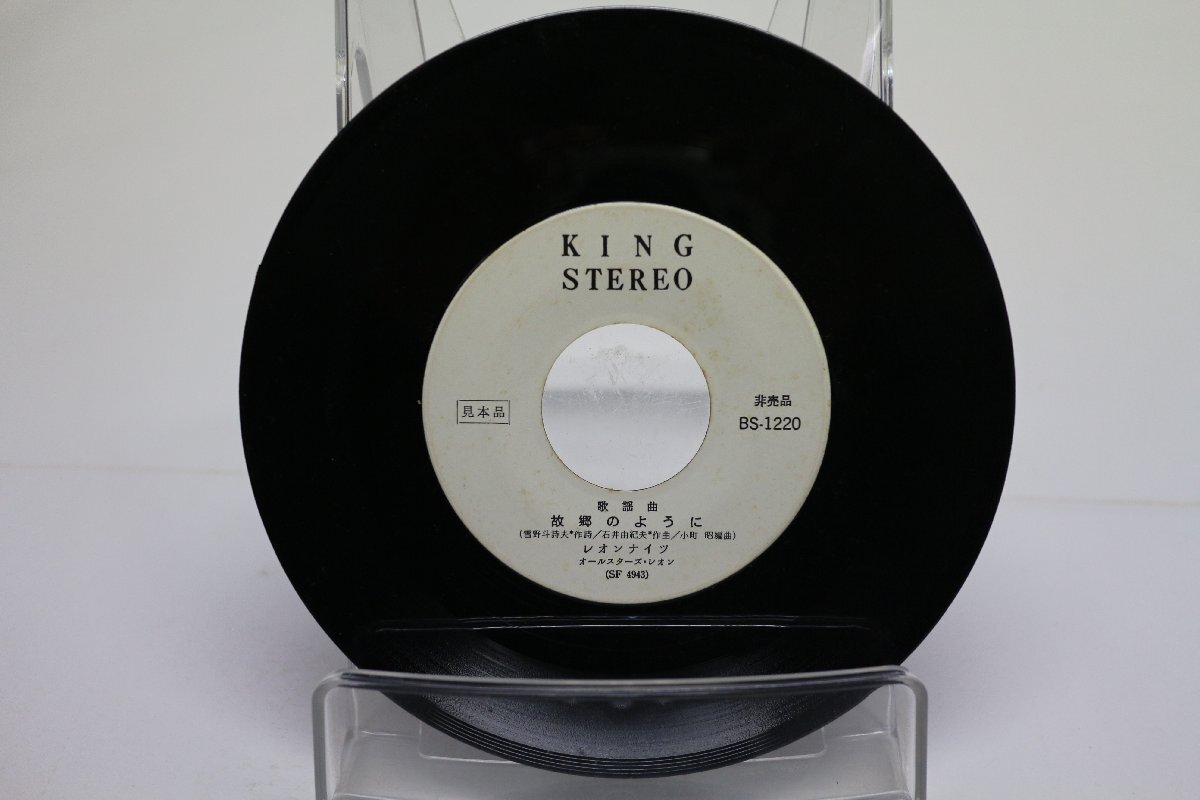 KING
STEREO
見本品
非売品
BS-1220
歌謡曲
故郷のように
(雪野斗詩夫*作詩/石井由紀夫*作圭/小町 昭編曲)
レオンナイツ
オールスターズ・レオン
(SF 4943)